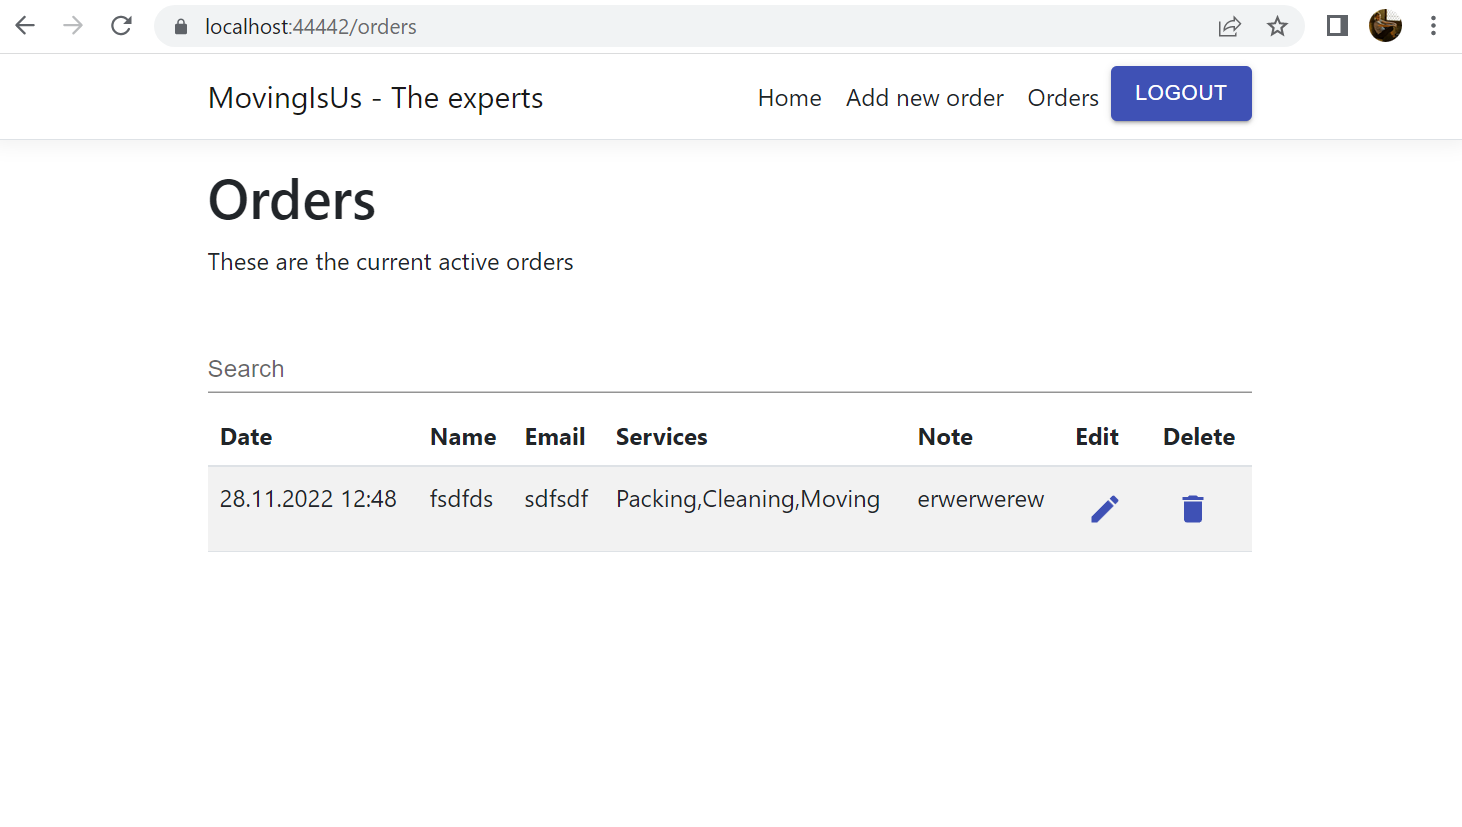 localhost:44442/orders
MovingIsUs - The experts Home Add new order Orders LOGOUT
Orders
These are the current active orders
Search
Date Name Email Services Note Edit Delete
28.11.2022 12:48 fsdfds sdfsdf Packing,Cleaning,Moving erwerwerew